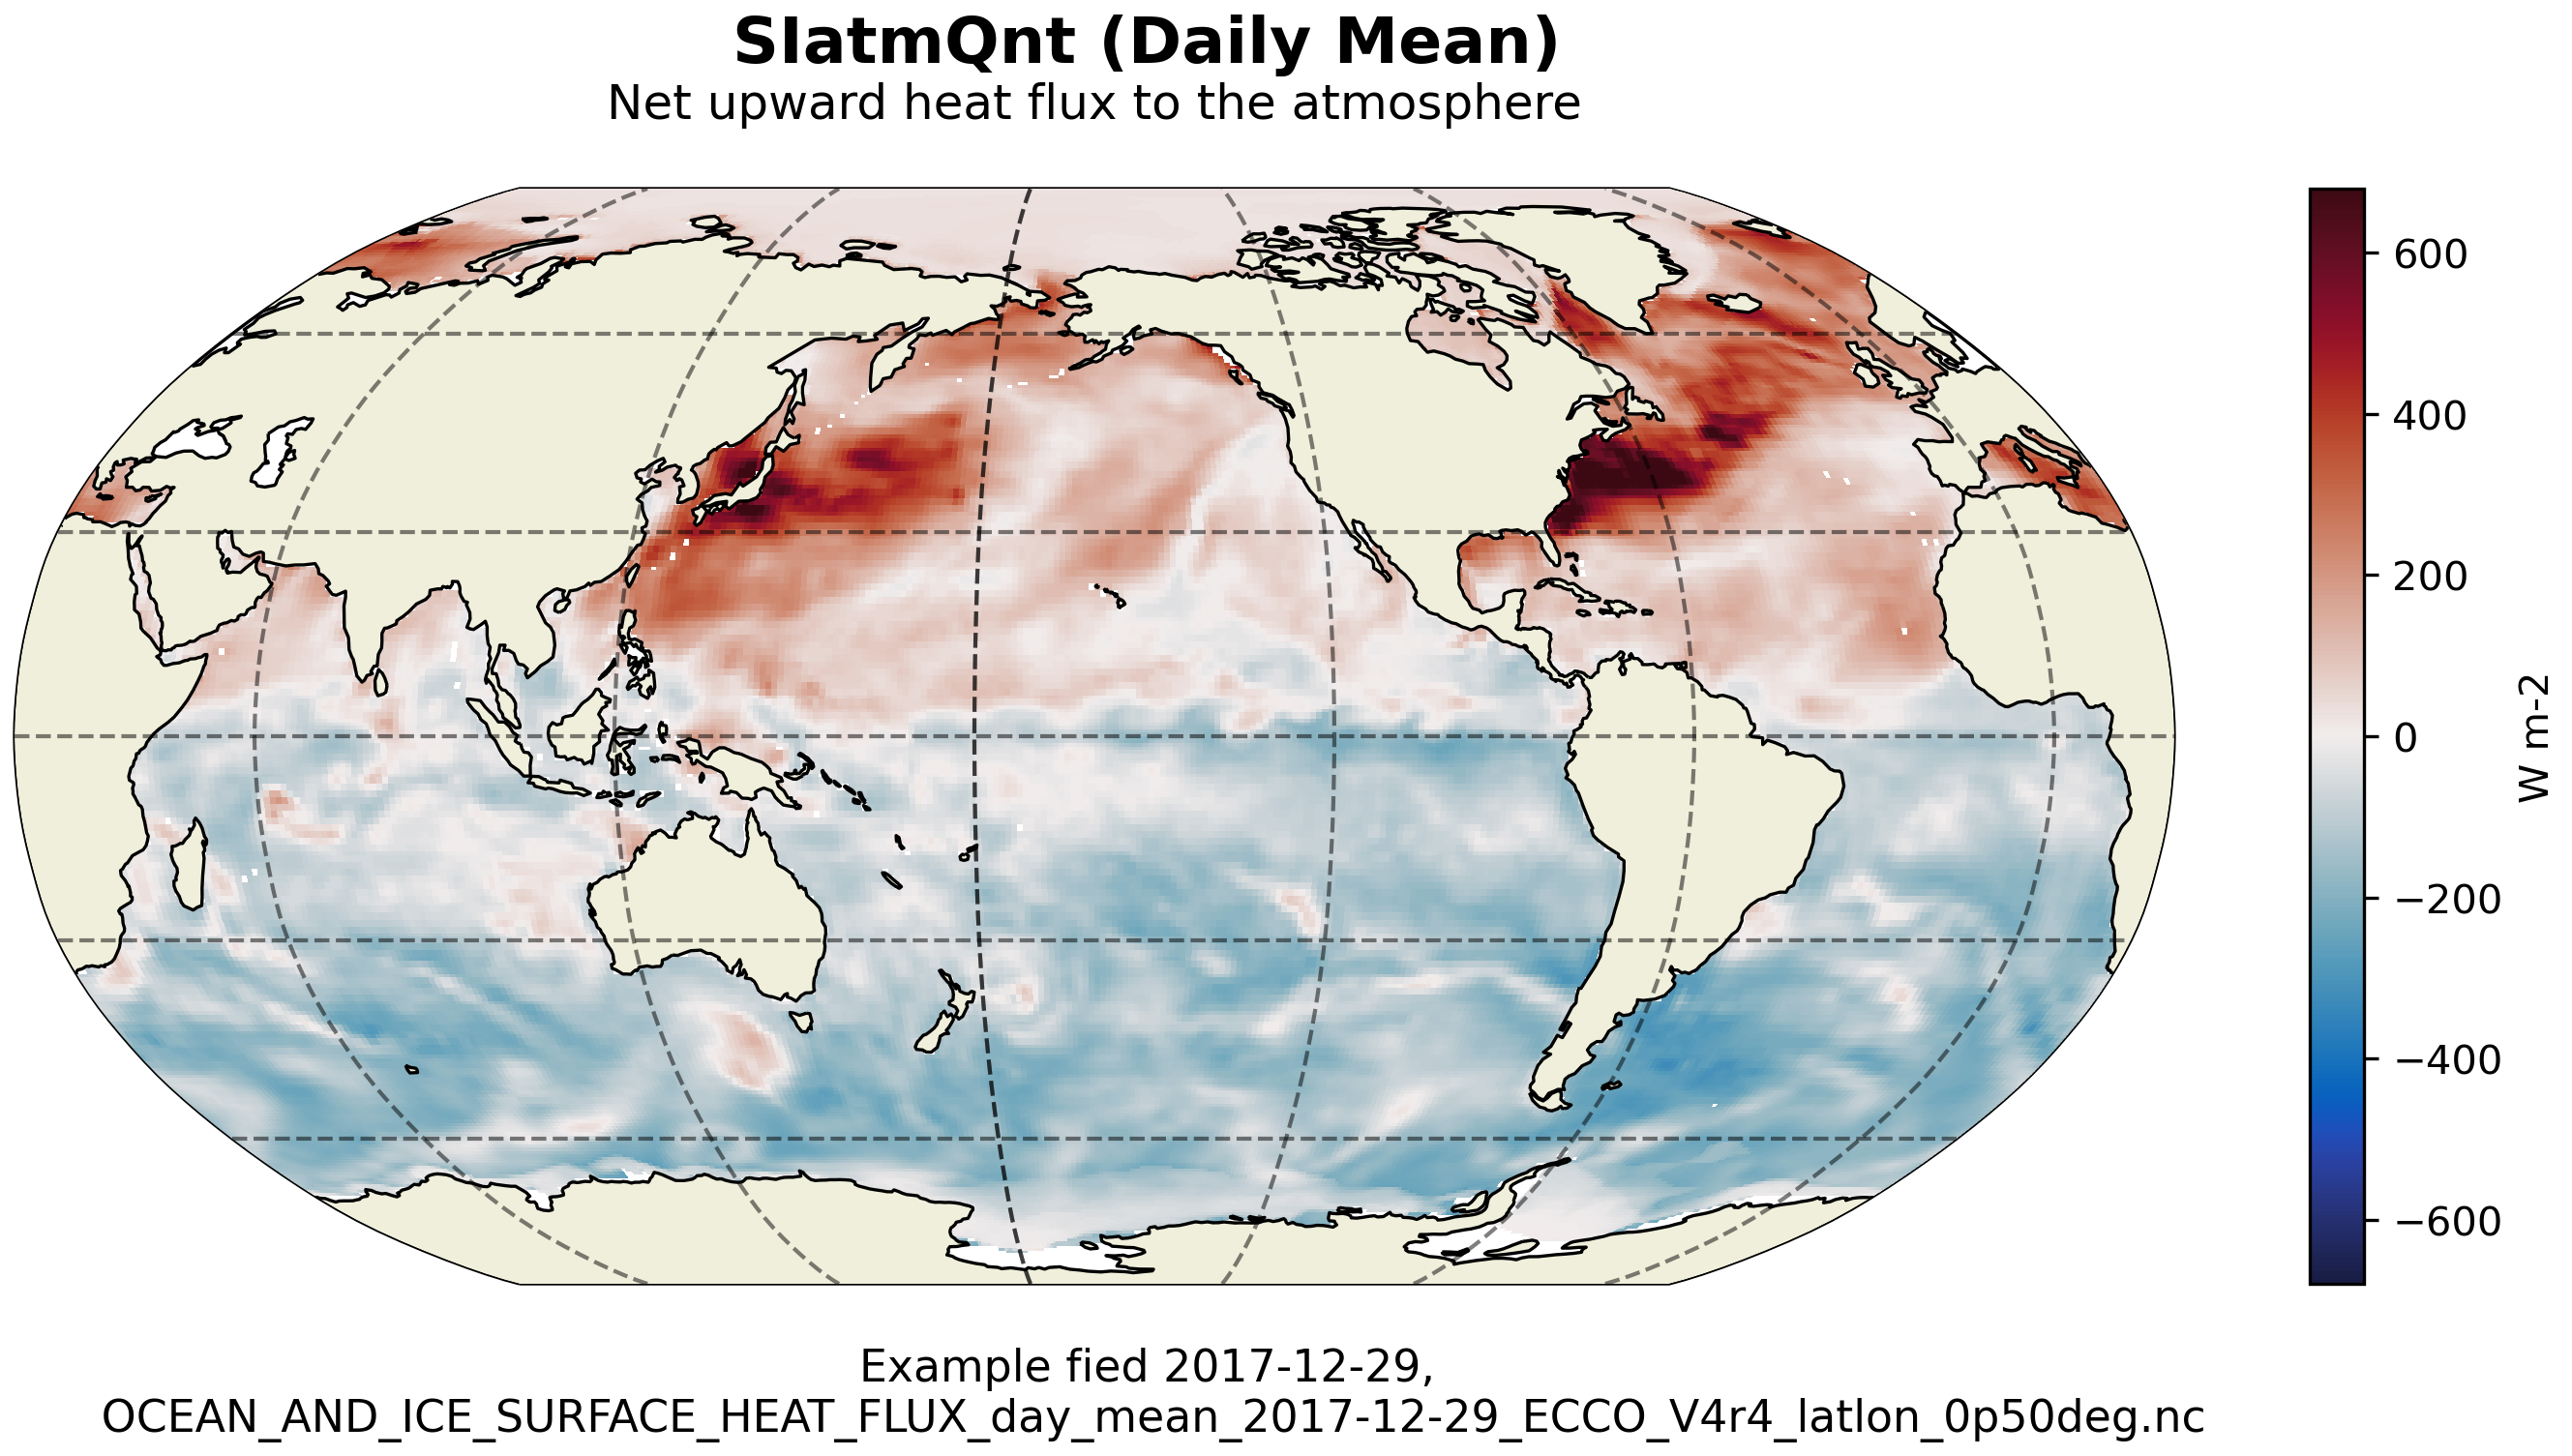 SIatmQnt (Daily Mean)
Net upward heat flux to the atmosphere
600
400
200
0
−200
−400
−600
W m-2
Example fied 2017-12-29,
OCEAN_AND_ICE_SURFACE_HEAT_FLUX_day_mean_2017-12-29_ECCO_V4r4_latlon_0p50deg.nc